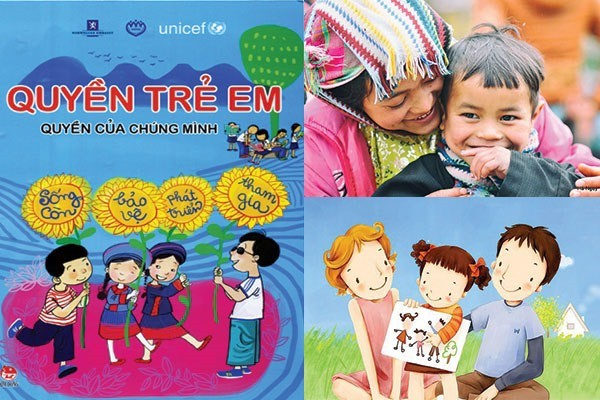 unicef
QUYỀN TRẺ EM
QUYỀN CỦA CHÚNG MÌNH
Sống
Còn
bảo
vệ
phát
triển
tham
gia